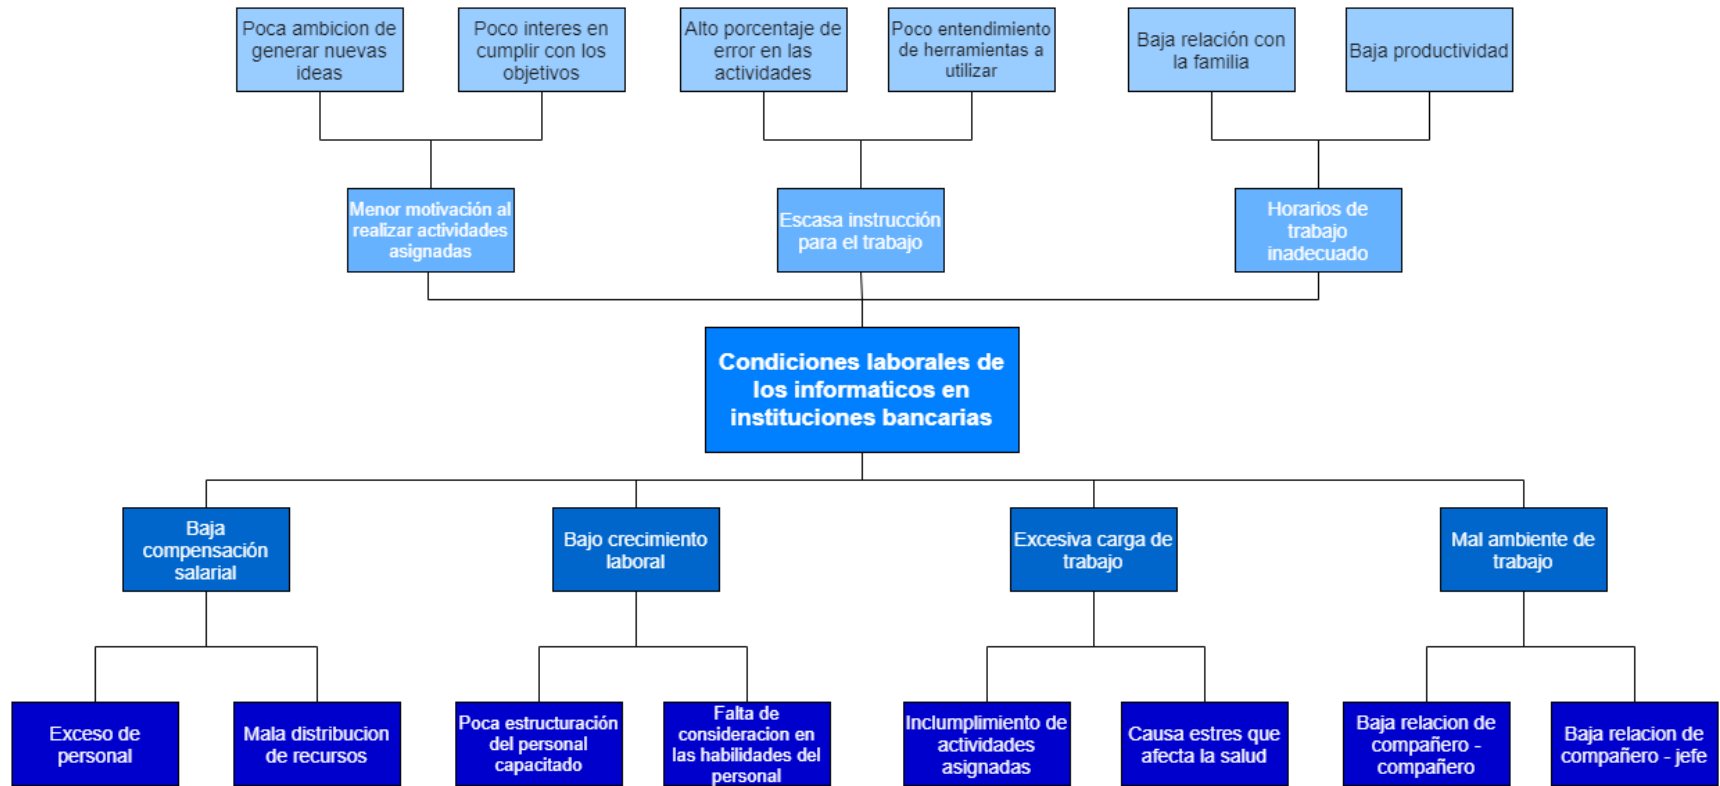 Poca ambicion de
generar nuevas
ideas
Poco interes en
cumplir con los
objetivos
Alto porcentaje de
error en las
actividades
Poco entendimiento
de herramientas a
utilizar
Baja relación con
la familia
Baja productividad
Menor motivación al
realizar actividades
asignadas
Escasa instrucción
para el trabajo
Horarios de
trabajo
inadecuado
Condiciones laborales de
los informaticos en
instituciones bancarias
Baja
compensación
salarial
Bajo crecimiento
laboral
Excesiva carga de
trabajo
Mal ambiente de
trabajo
Exceso de
personal
Mala distribucion
de recursos
Poca estructuración
del personal
capacitado
Falta de
consideracion en
las habilidades del
personal
Inclumplimiento de
actividades
asignadas
Causa estres que
afecta la salud
Baja relacion de
compañero -
compañero
Baja relacion de
compañero - jefe